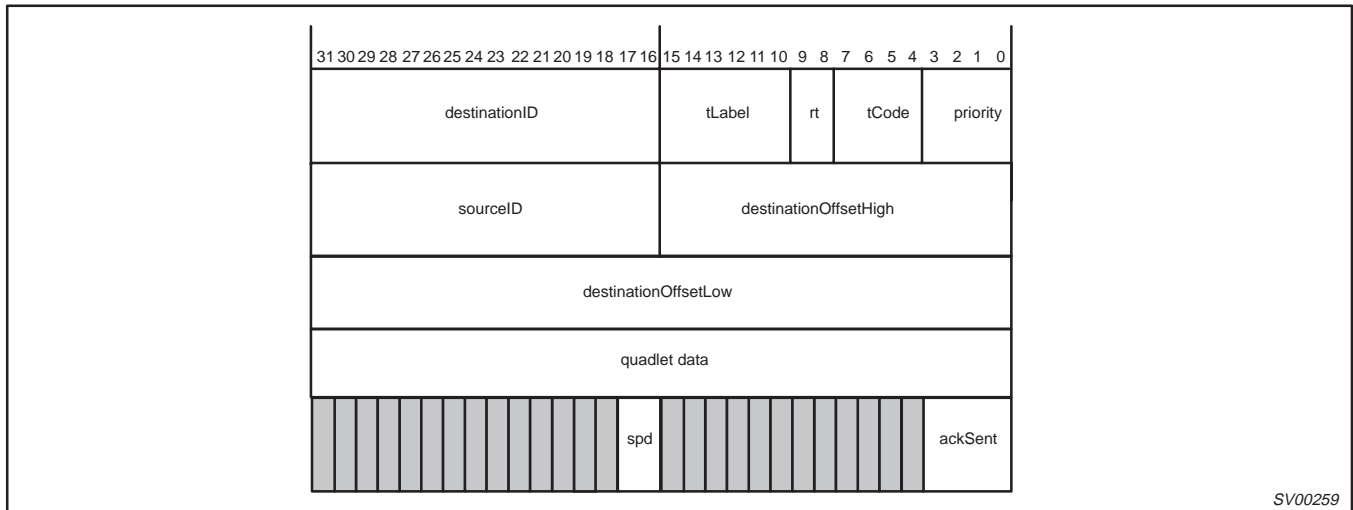 31 30 29 28 27 26 25 24 23 22 21 20 19 18 17 16 15 14 13 12 11 10 9 8 7 6 5 4 3 2 1 0
destinationID tLabel rt tCode priority
sourceID destinationOffsetHigh
destinationOffsetLow
quadlet data
spd ackSent
SV00259